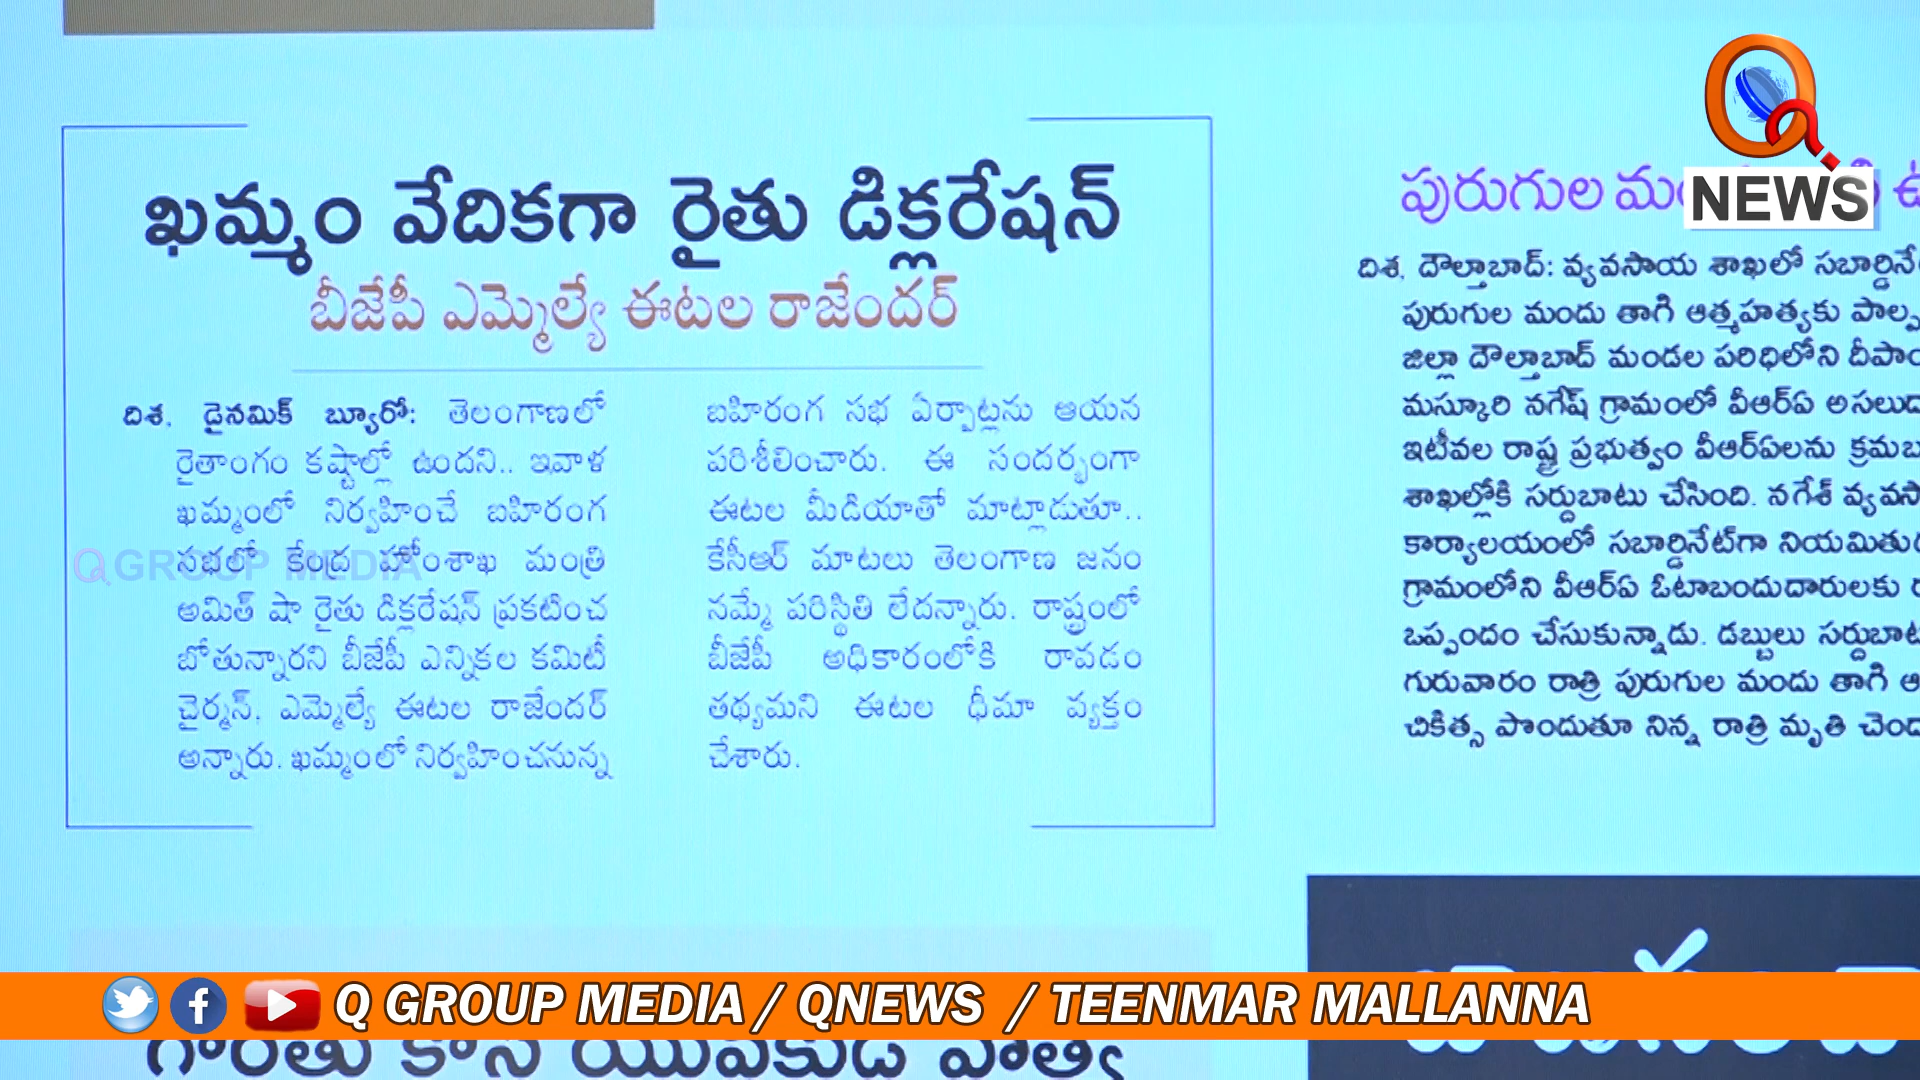 ఖమ్మం వేదికగా రైతు డిక్లరేషన్
బీజేపీ ఎమ్మెల్యే ఈటల రాజేందర్
దిశ, డైనమిక్ బ్యూరో: తెలంగాణలో
రైతాంగం కష్టాల్లో ఉందని.. ఇవాళ
ఖమ్మంలో నిర్వహించే బహిరంగ
సభలో కేంద్ర హోంశాఖ మంత్రి
అమిత్ షా రైతు డిక్లరేషన్ ప్రకటించ
బోతున్నారని బీజేపీ ఎన్నికల కమిటీ
చైర్మన్, ఎమ్మెల్యే ఈటల రాజేందర్
అన్నారు. ఖమ్మంలో నిర్వహించనున్న
బహిరంగ సభ ఏర్పాట్లను ఆయన
పరిశీలించారు. ఈ సందర్భంగా
ఈటల మీడియాతో మాట్లాడుతూ..
కేసీఆర్ మాటలు తెలంగాణ జనం
నమ్మే పరిస్థితి లేదన్నారు. రాష్ట్రంలో
బీజేపీ అధికారంలోకి రావడం
తథ్యమని ఈటల ధీమా వ్యక్తం
చేశారు.
పురుగుల
దిశ, దౌల్తాబాద్: వ్యవసాయ శాఖలో
పురుగుల మందు తాగి ఆత్మహత్యకు
జిల్లా దౌల్తాబాద్ మండల పరిధిలోని
మస్కూరి నగేష్ గ్రామంలో వీఆర్ఏ
ఇటీవల రాష్ట్ర ప్రభుత్వం వీఆర్ఏలను
శాఖల్లోకి సర్దుబాటు చేసింది. నగేశ్
కార్యాలయంలో సబార్డినేట్‌గా
గ్రామంలోని వీఆర్ఏ ఓటాబందుదారులకు
ఒప్పందం చేసుకున్నాడు. డబ్బులు
గురువారం రాత్రి పురుగుల మందు తాగి
చికిత్స పొందుతూ నిన్న రాత్రి మృతి
Q NEWS
Q GROUP MEDIA
Q GROUP MEDIA / QNEWS / TEENMAR MALLANNA